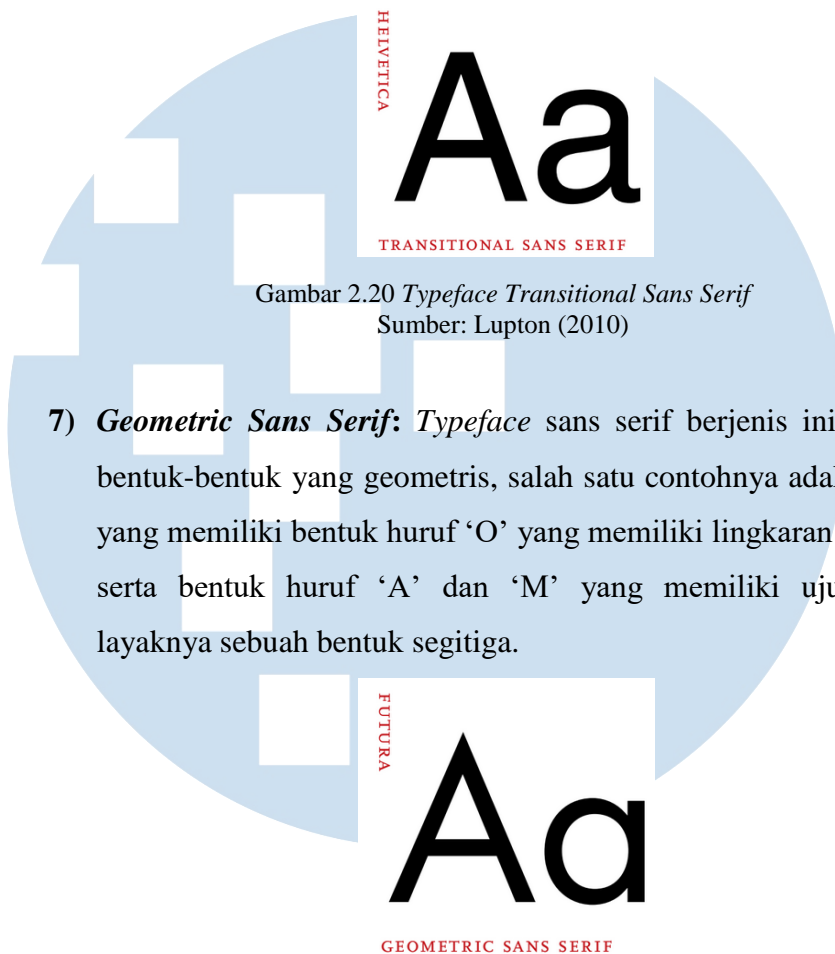 HELVETICA
Aa
TRANSITIONAL SANS SERIF
Gambar 2.20 Typeface Transitional Sans Serif
Sumber: Lupton (2010)
7) Geometric Sans Serif: Typeface sans serif berjenis ini
bentuk-bentuk yang geometris, salah satu contohnya
yang memiliki bentuk huruf ‘O’ yang memiliki lingkaran
serta bentuk huruf ‘A’ dan ‘M’ yang memiliki
layaknya sebuah bentuk segitiga.
FUTURA
Aa
GEOMETRIC SANS SERIF